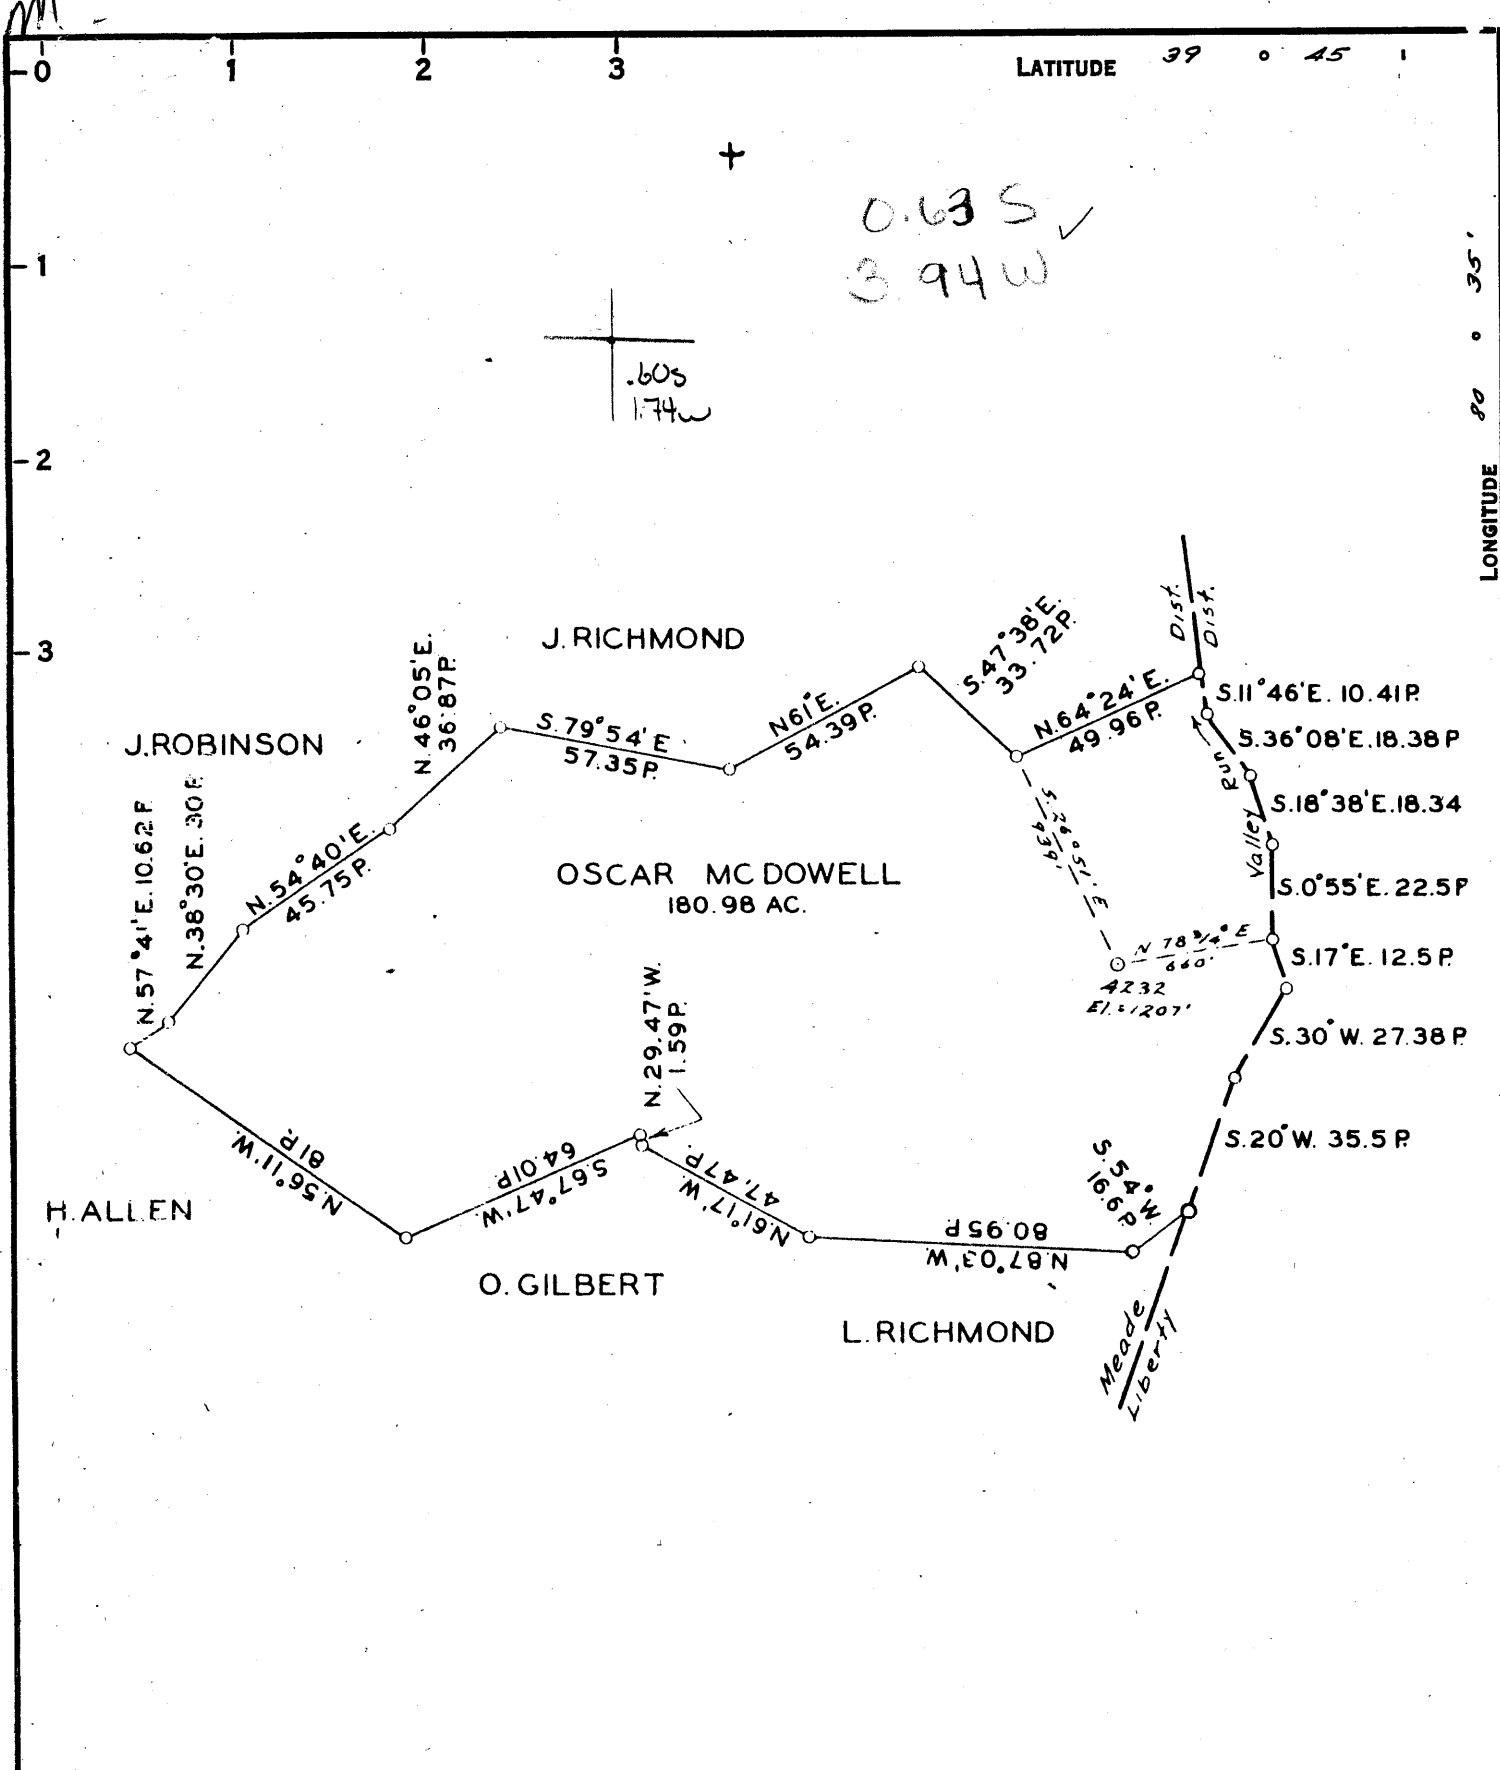 0 1 2 3
LATITUDE 39 ° 45 '
0.63 S ✓
3.94 W
-0
-1
-2
-3
LONGITUDE 80 ° 35'
.60s
1.74w
J. RICHMOND
J. ROBINSON
N.57°41'E. 10.62 P.
N.38°30'E. 30 P.
N.54°40'E.
45.75 P.
N.46°05'E.
36.87 P.
S.79°54'E
57.35 P.
N61°E.
54.39 P.
S.47°38'E.
33.72 P.
N.64°24'E.
49.96 P.
Dist.
Dist.
S.11°46'E. 10.41 P.
S.36°08'E. 18.38 P
S.18°38'E. 18.34
Valley Run
S.0°55'E. 22.5 P
S.17°E. 12.5 P.
S.30°W. 27.38 P.
S.20°W. 35.5 P.
S.54°W.
16.6 P.
OSCAR MC DOWELL
180.98 AC.
S.26°51'E
939'
N 78 3/4° E
660'
4232
El. = 1207'
N.29.47'W.
1.59 P.
N.56°11'W.
81 P.
S.67°47'W.
64.01 P.
N.61°17'W.
47.47 P.
N.87°03'W.
80.95 P
H. ALLEN
O. GILBERT
L. RICHMOND
Meade
Liberty